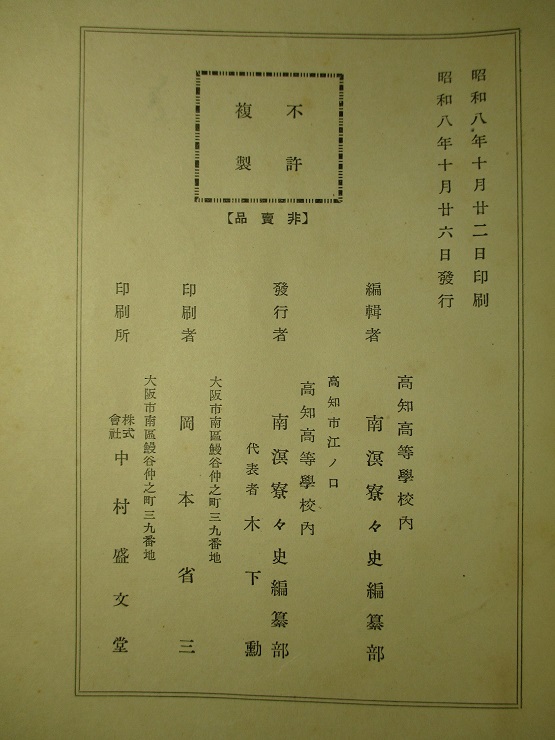 昭和八年十月廿二日印刷
昭和八年十月廿六日發行
不許
複製
【非賣品】
高知高等學校內
編輯者 南溟寮々史編纂部
高知市江ノ口
高知高等學校內
發行者 南溟寮々史編纂部
代表者 木下勳
大阪市南區鰻谷仲之町三九番地
印刷者 岡本省三
大阪市南區鰻谷仲之町三九番地
印刷所 株式會社 中村盛文堂